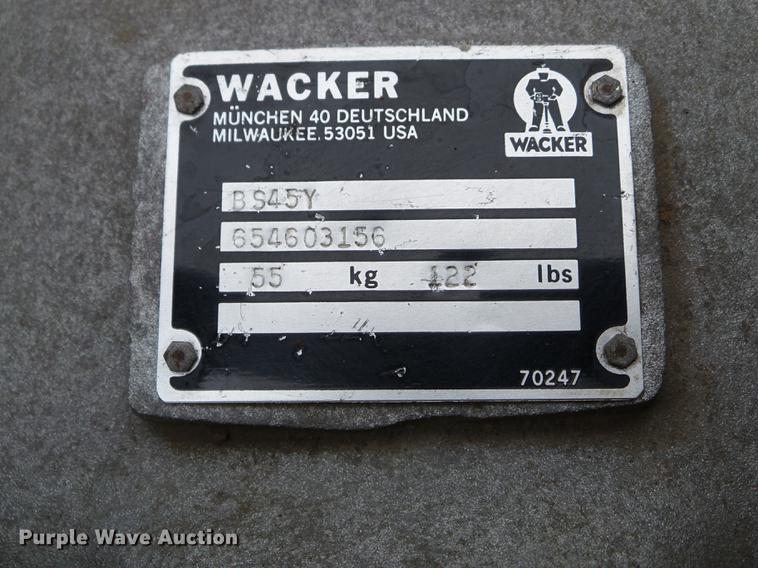 WACKER
MÜNCHEN 40 DEUTSCHLAND
MILWAUKEE, 53051 USA
WACKER
BS45Y
654603156
55 kg 122 lbs
70247
Purple Wave Auction